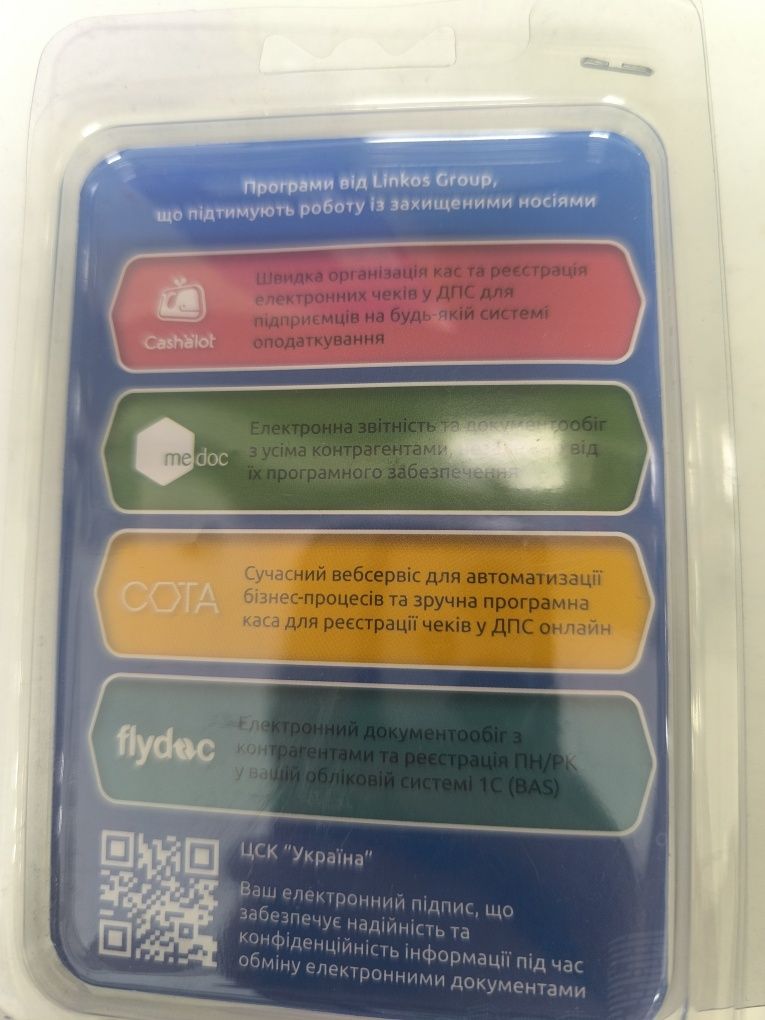 Програми від Linkos Group,
що підтимують роботу із захищеними носіями
Cashalot
Швидка організація кас та реєстрація
електронних чеків у ДПС для
підприємців на будь-якій системі
оподаткування
me doc
Електронна звітність та документообіг
з усіма контрагентами, від
їх програмного забезпечення
COTA
Сучасний вебсервіс для автоматизації
бізнес-процесів та зручна програмна
каса для реєстрації чеків у ДПС онлайн
flydoc
Електронний документообіг з
контрагентами та реєстрація ПН/РК
у вашій обліковій системі 1С (BAS)
ЦСК “Україна”
Ваш електронний підпис, що
забезпечує надійність та
конфіденційність інформації під час
обміну електронними документами